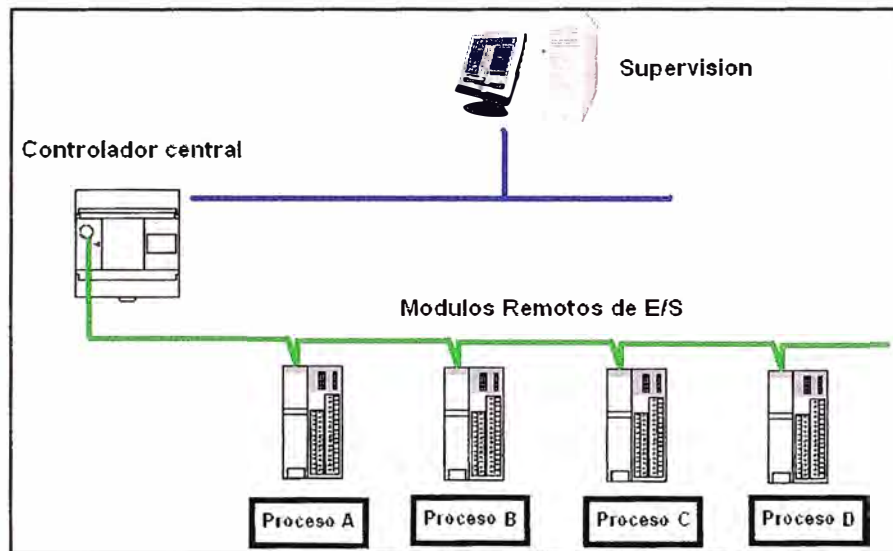 Supervision
Controlador central
Modulos Remotos de E/S
Proceso A
Proceso B
Proceso C
Proceso D